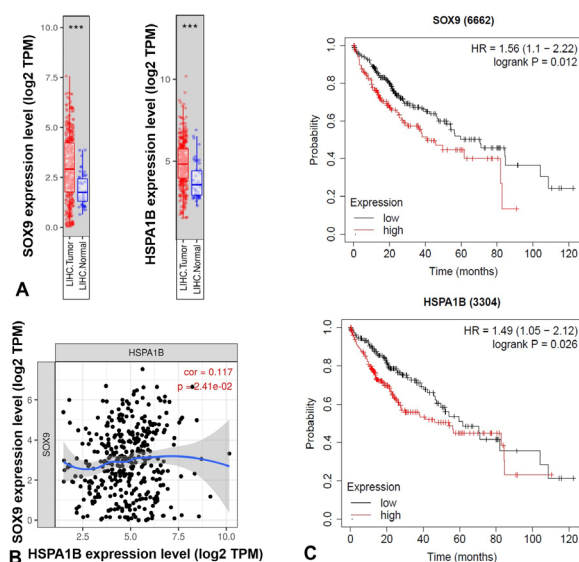 SOX9 expression level (log2 TPM)
***
0.0
2.5
5.0
7.5
LIHC.Tumor
LIHC.Normal
HSPA1B expression level (log2 TPM)
***
5
10
LIHC.Tumor
LIHC.Normal
A
HSPA1B
SOX9 expression level (log2 TPM)
SOX9
cor = 0.117
p = 2.41e-02
0
2
4
6
2.5
5.0
7.5
10.0
B
HSPA1B expression level (log2 TPM)
SOX9 (6662)
HR = 1.56 (1.1 − 2.22)
logrank P = 0.012
Probability
0.0
0.2
0.4
0.6
0.8
1.0
Expression
low
high
0
20
40
60
80
100
120
Time (months)
HSPA1B (3304)
HR = 1.49 (1.05 − 2.12)
logrank P = 0.026
Probability
0.0
0.2
0.4
0.6
0.8
1.0
Expression
low
high
0
20
40
60
80
100
120
Time (months)
C